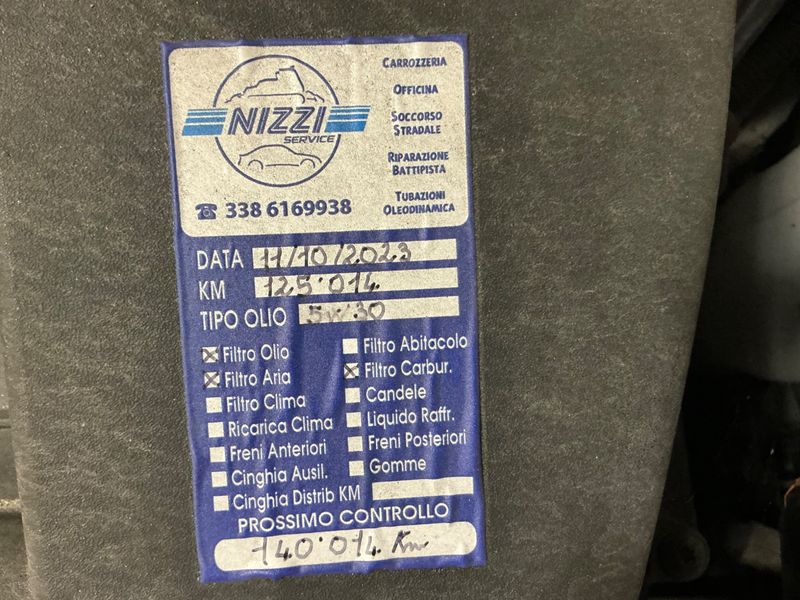 NIZZI
SERVICE
338 6169938
CARROZZERIA
OFFICINA
SOCCORSO
STRADALE
RIPARAZIONE
BATTIPISTA
TUBAZIONI
OLEODINAMICA
DATA 11/10/2023
KM 125'014
TIPO OLIO 5W30
Filtro Olio
Filtro Aria
Filtro Clima
Ricarica Clima
Freni Anteriori
Cinghia Ausil.
Cinghia Distrib KM
Filtro Abitacolo
Filtro Carbur.
Candele
Liquido Raffr.
Freni Posteriori
Gomme
PROSSIMO CONTROLLO
140'014 Km